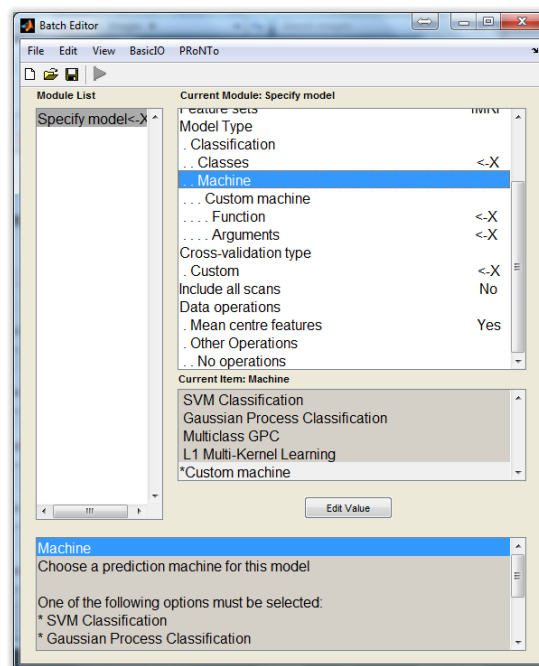 Batch Editor
File Edit View BasicIO PRoNTo
Module List
Specify model<-X
Current Module: Specify model
Feature sets fMRI
Model Type
. Classification
. . Classes <-X
. . Machine
. . . Custom machine
. . . . Function <-X
. . . . Arguments <-X
Cross-validation type
. Custom <-X
Include all scans No
Data operations
. Mean centre features Yes
. Other Operations
. . No operations
Current Item: Machine
SVM Classification
Gaussian Process Classification
Multiclass GPC
L1 Multi-Kernel Learning
*Custom machine
Edit Value
Machine
Choose a prediction machine for this model
One of the following options must be selected:
* SVM Classification
* Gaussian Process Classification